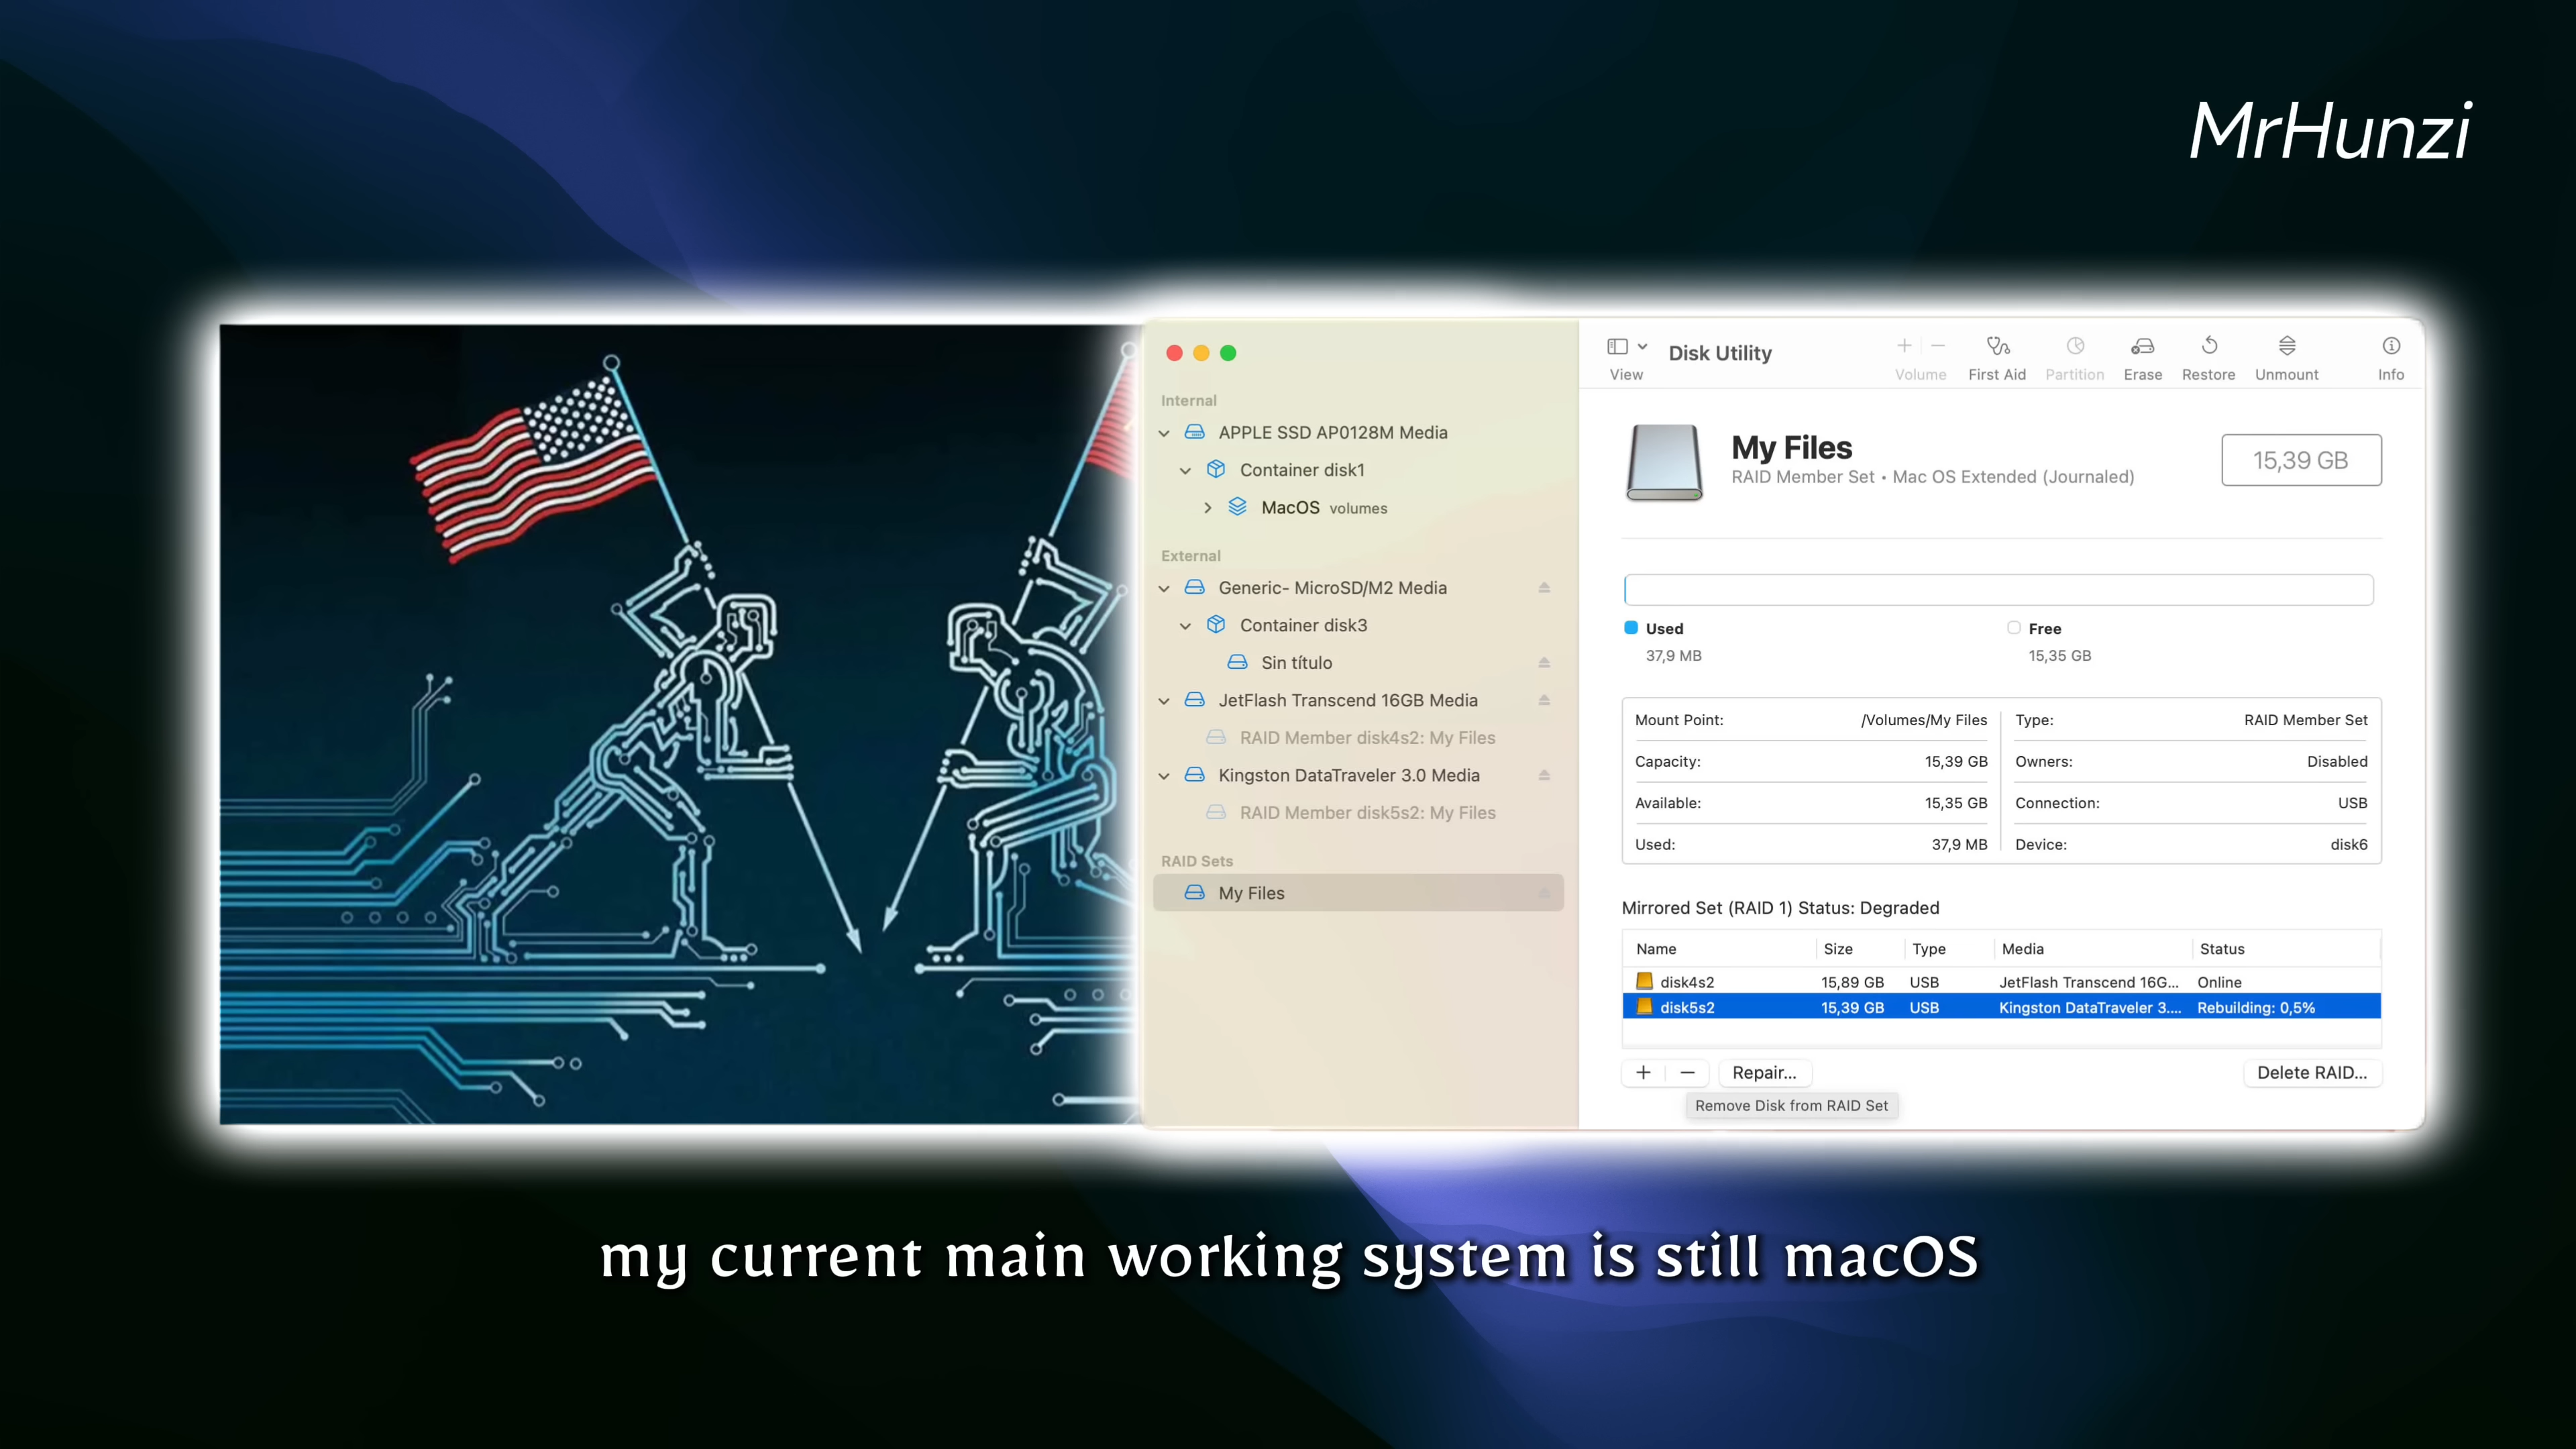 MrHunzi
Disk Utility
View
Volume
First Aid
Partition
Erase
Restore
Unmount
Info
Internal
APPLE SSD AP0128M Media
Container disk1
MacOS volumes
External
Generic- MicroSD/M2 Media
Container disk3
Sin título
JetFlash Transcend 16GB Media
RAID Member disk4s2: My Files
Kingston DataTraveler 3.0 Media
RAID Member disk5s2: My Files
RAID Sets
My Files
My Files
RAID Member Set • Mac OS Extended (Journaled)
15,39 GB
Used
37,9 MB
Free
15,35 GB
Mount Point: /Volumes/My Files
Type: RAID Member Set
Capacity: 15,39 GB
Owners: Disabled
Available: 15,35 GB
Connection: USB
Used: 37,9 MB
Device: disk6
Mirrored Set (RAID 1) Status: Degraded
Name Size Type Media Status
disk4s2 15,89 GB USB JetFlash Transcend 16G... Online
disk5s2 15,39 GB USB Kingston DataTraveler 3.... Rebuilding: 0,5%
+ − Repair... Delete RAID...
Remove Disk from RAID Set
my current main working system is still macOS